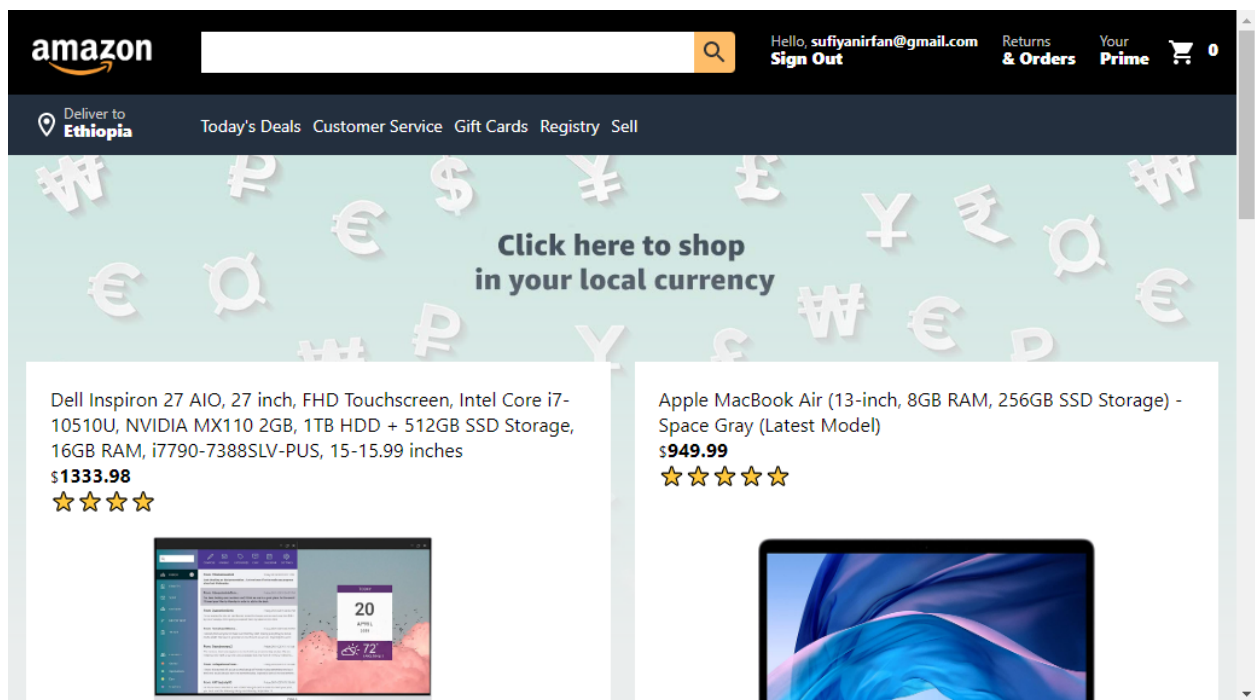 amazon
Hello, sufiyanirfan@gmail.com
Sign Out
Returns
& Orders
Your
Prime
0
Deliver to
Ethiopia
Today's Deals Customer Service Gift Cards Registry Sell
Click here to shop
in your local currency
Dell Inspiron 27 AIO, 27 inch, FHD Touchscreen, Intel Core i7-
10510U, NVIDIA MX110 2GB, 1TB HDD + 512GB SSD Storage,
16GB RAM, i7790-7388SLV-PUS, 15-15.99 inches
$1333.98
Apple MacBook Air (13-inch, 8GB RAM, 256GB SSD Storage) -
Space Gray (Latest Model)
$949.99
20
APRIL
72°